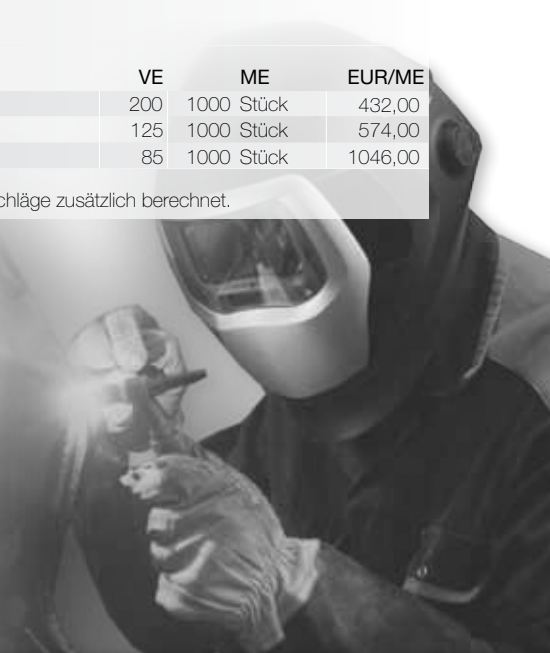 VE ME EUR/ME
200 1000 Stück 432,00
125 1000 Stück 574,00
85 1000 Stück 1046,00
zusätzlich berechnet.